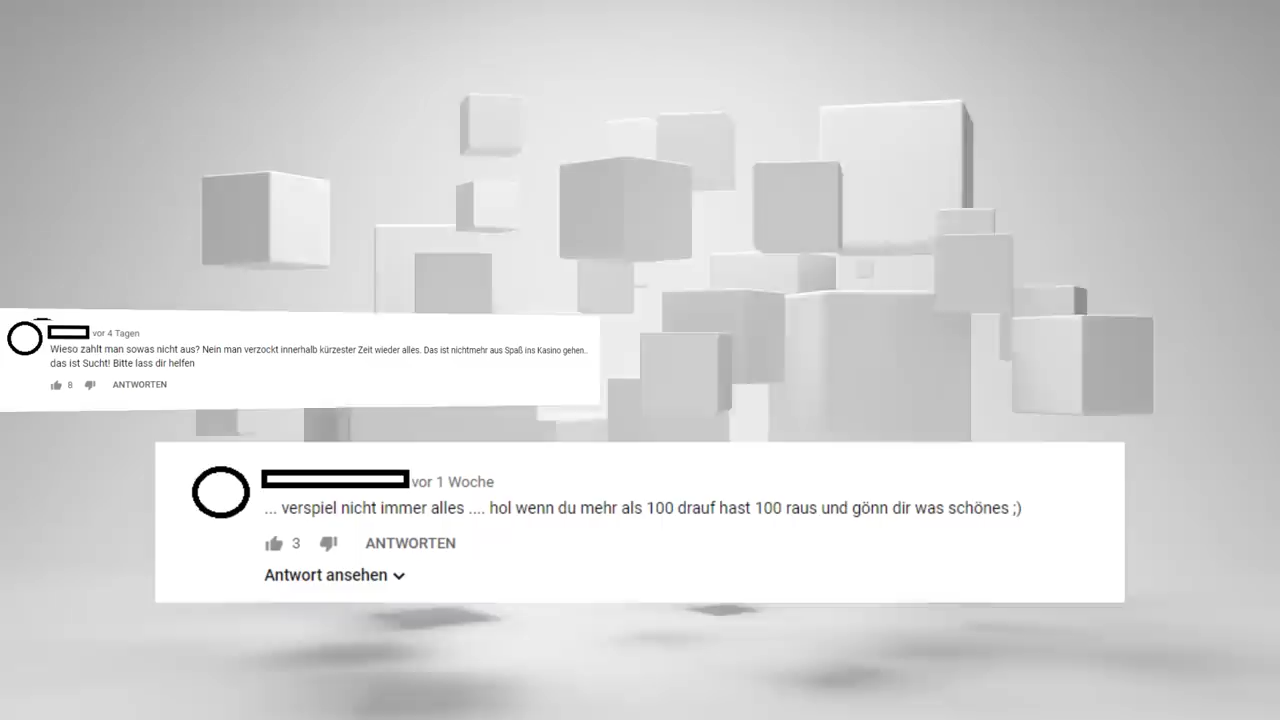 vor 4 Tagen
Wieso zahlt man sowas nicht aus? Nein man verzockt innerhalb kürzester Zeit wieder alles. Das ist nichtmehr aus Spaß ins Kasino gehen..
das ist Sucht! Bitte lass dir helfen
8 ANTWORTEN
vor 1 Woche
... verspiel nicht immer alles .... hol wenn du mehr als 100 drauf hast 100 raus und gönn dir was schönes ;)
3 ANTWORTEN
Antwort ansehen